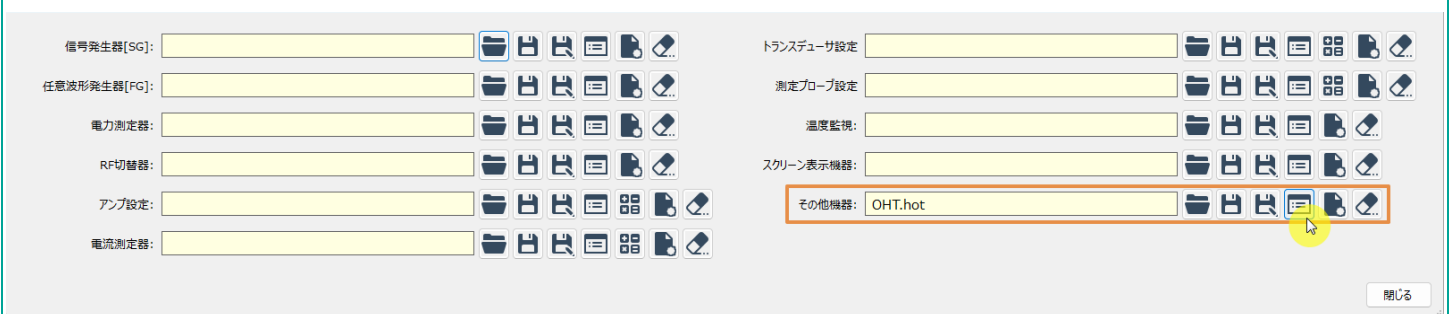 信号発生器[SG]:
任意波形発生器[FG]:
電力測定器:
RF切替器:
アンプ設定:
電流測定器:
トランスデューサ設定
測定プローブ設定
温度監視:
スクリーン表示機器:
その他機器: OHT.hot
閉じる